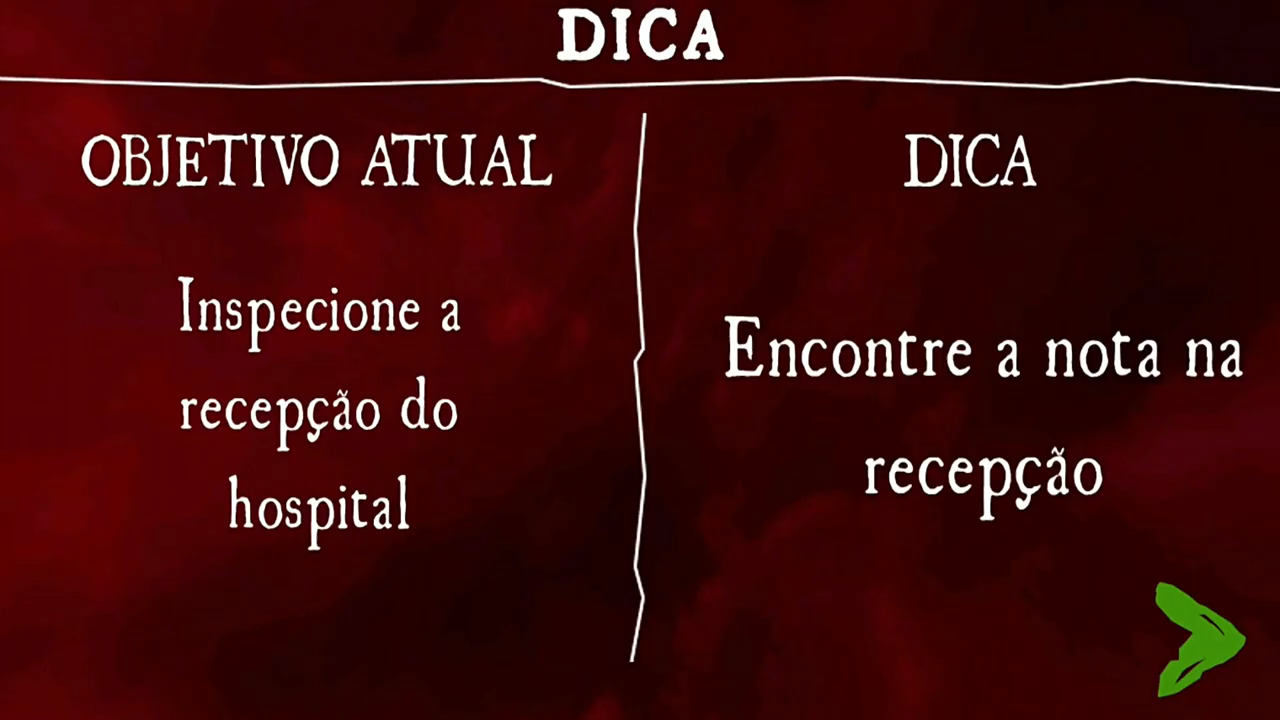 DICA
OBJETIVO ATUAL
Inspecione a
recepção do
hospital
DICA
Encontre a nota na
recepção